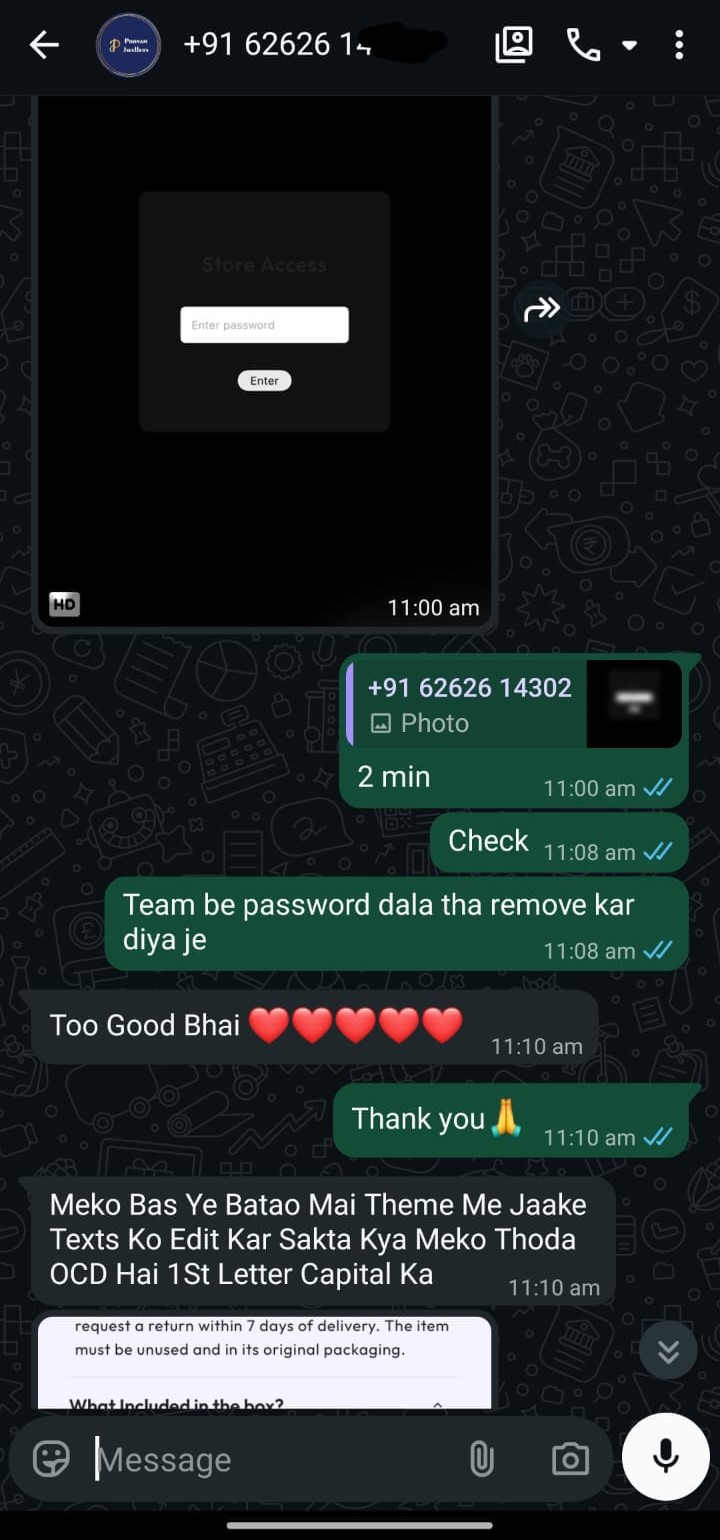 Poonam
Jwellers
+91 62626 14
Store Access
Enter password
Enter
HD
11:00 am
+91 62626 14302
Photo
2 min
11:00 am
Check
11:08 am
Team be password dala tha remove kar
diya je
11:08 am
Too Good Bhai ❤️❤️❤️❤️❤️
11:10 am
Thank you🙏
11:10 am
Meko Bas Ye Batao Mai Theme Me Jaake
Texts Ko Edit Kar Sakta Kya Meko Thoda
OCD Hai 1St Letter Capital Ka
11:10 am
request a return within 7 days of delivery. The item
must be unused and in its original packaging.
What Included in the box?
Message